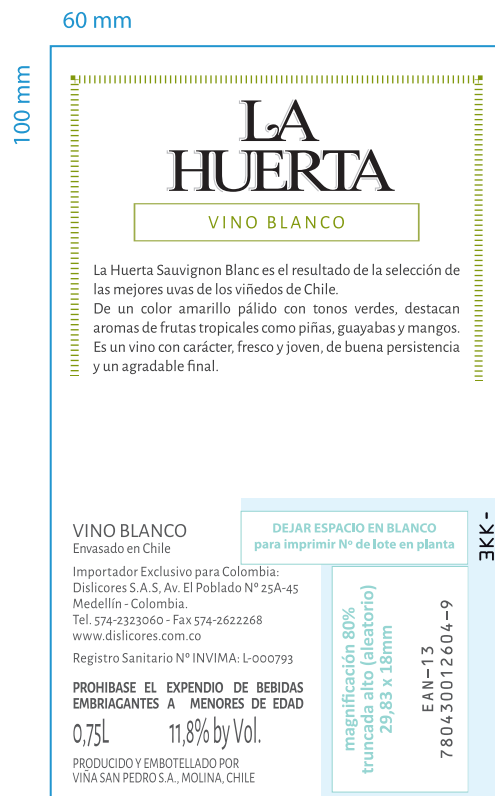 60 mm
100 mm
LA
HUERTA
VINO BLANCO
La Huerta Sauvignon Blanc es el resultado de la selección de
las mejores uvas de los viñedos de Chile.
De un color amarillo pálido con tonos verdes, destacan
aromas de frutas tropicales como piñas, guayabas y mangos.
Es un vino con carácter, fresco y joven, de buena persistencia
y un agradable final.
VINO BLANCO
Envasado en Chile
Importador Exclusivo para Colombia:
Dislicores S.A.S, Av. El Poblado Nº 25A-45
Medellín - Colombia.
Tel. 574-2323060 - Fax 574-2622268
www.dislicores.com.co
Registro Sanitario Nº INVIMA: L-000793
PROHIBASE EL EXPENDIO DE BEBIDAS
EMBRIAGANTES A MENORES DE EDAD
0,75L 11,8% by Vol.
PRODUCIDO Y EMBOTELLADO POR
VIÑA SAN PEDRO S.A., MOLINA, CHILE
DEJAR ESPACIO EN BLANCO
para imprimir Nº de lote en planta
3KK-
magnificación 80%
truncada alto (aleatorio)
29,83 x 18mm
EAN-13
780430012604-9